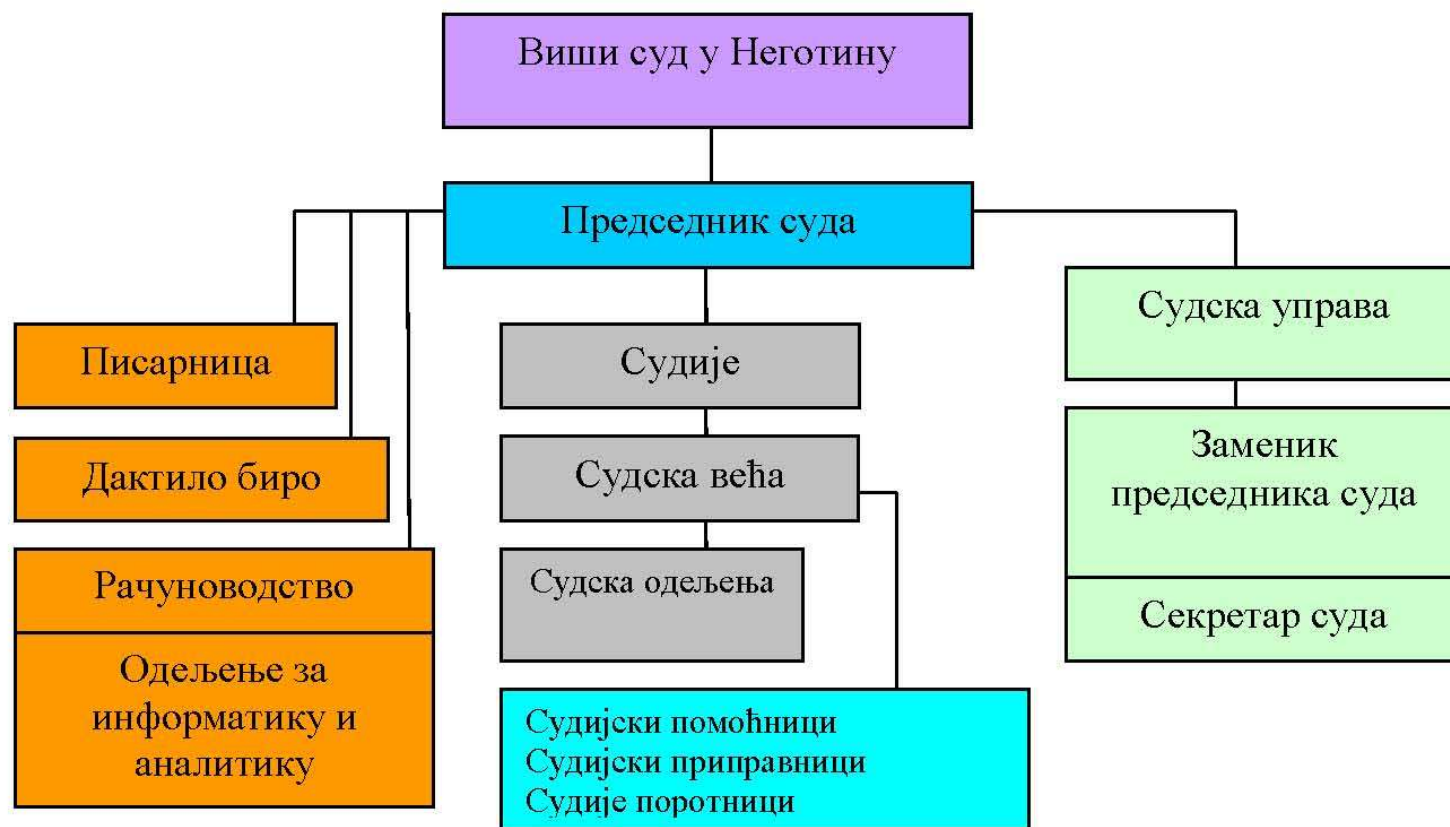 Виши суд у Неготину
Председник суда
Писарница
Дактило биро
Рачуноводство
Одељење за
информатику и
аналитику
Судије
Судска већа
Судска одељења
Судијски помоћници
Судијски приправници
Судије поротници
Судска управа
Заменик
председника суда
Секретар суда